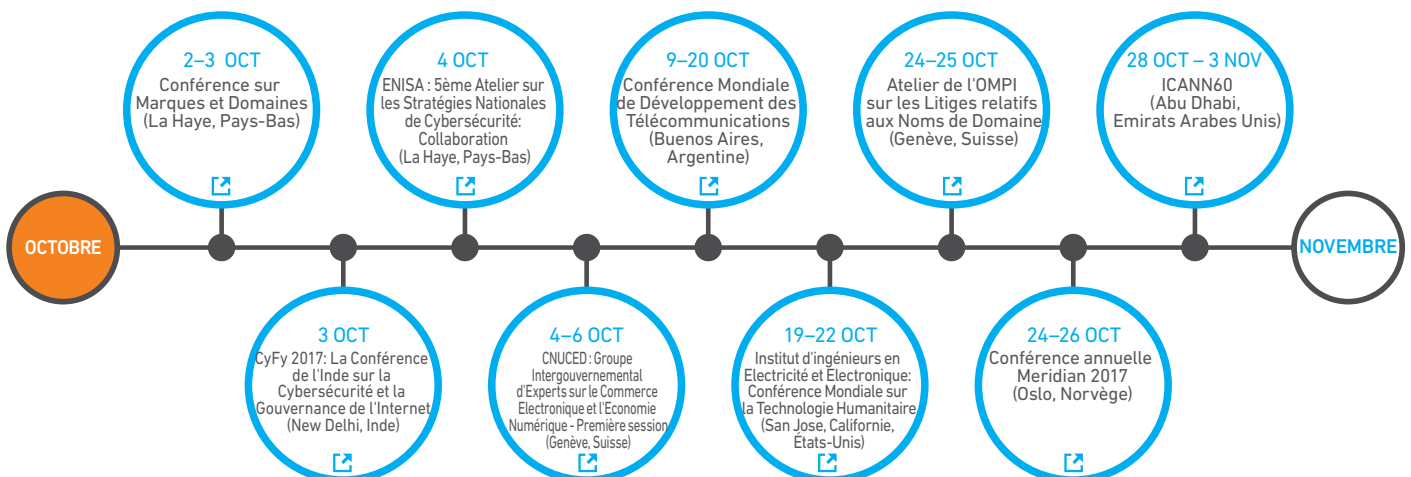 2–3 OCT
Conférence sur
Marques et Domaines
(La Haye, Pays-Bas)
4 OCT
ENISA : 5ème Atelier sur
les Stratégies Nationales
de Cybersécurité:
Collaboration
(La Haye, Pays-Bas)
9–20 OCT
Conférence Mondiale
de Développement des
Télécommunications
(Buenos Aires,
Argentine)
24–25 OCT
Atelier de l'OMPI
sur les Litiges relatifs
aux Noms de Domaine
(Genève, Suisse)
28 OCT – 3 NOV
ICANN60
(Abu Dhabi,
Emirats Arabes Unis)
OCTOBRE
NOVEMBRE
3 OCT
CyFy 2017: La Conférence
de l'Inde sur la
Cybersécurité et la
Gouvernance de l'Internet
(New Delhi, Inde)
4–6 OCT
CNUCED : Groupe
Intergouvernemental
d'Experts sur le Commerce
Electronique et l'Economie
Numérique - Première session
(Genève, Suisse)
19–22 OCT
Institut d'ingénieurs en
Electricité et Electronique:
Conférence Mondiale sur
la Technologie Humanitaire
(San Jose, Californie,
États-Unis)
24–26 OCT
Conférence annuelle
Meridian 2017
(Oslo, Norvège)